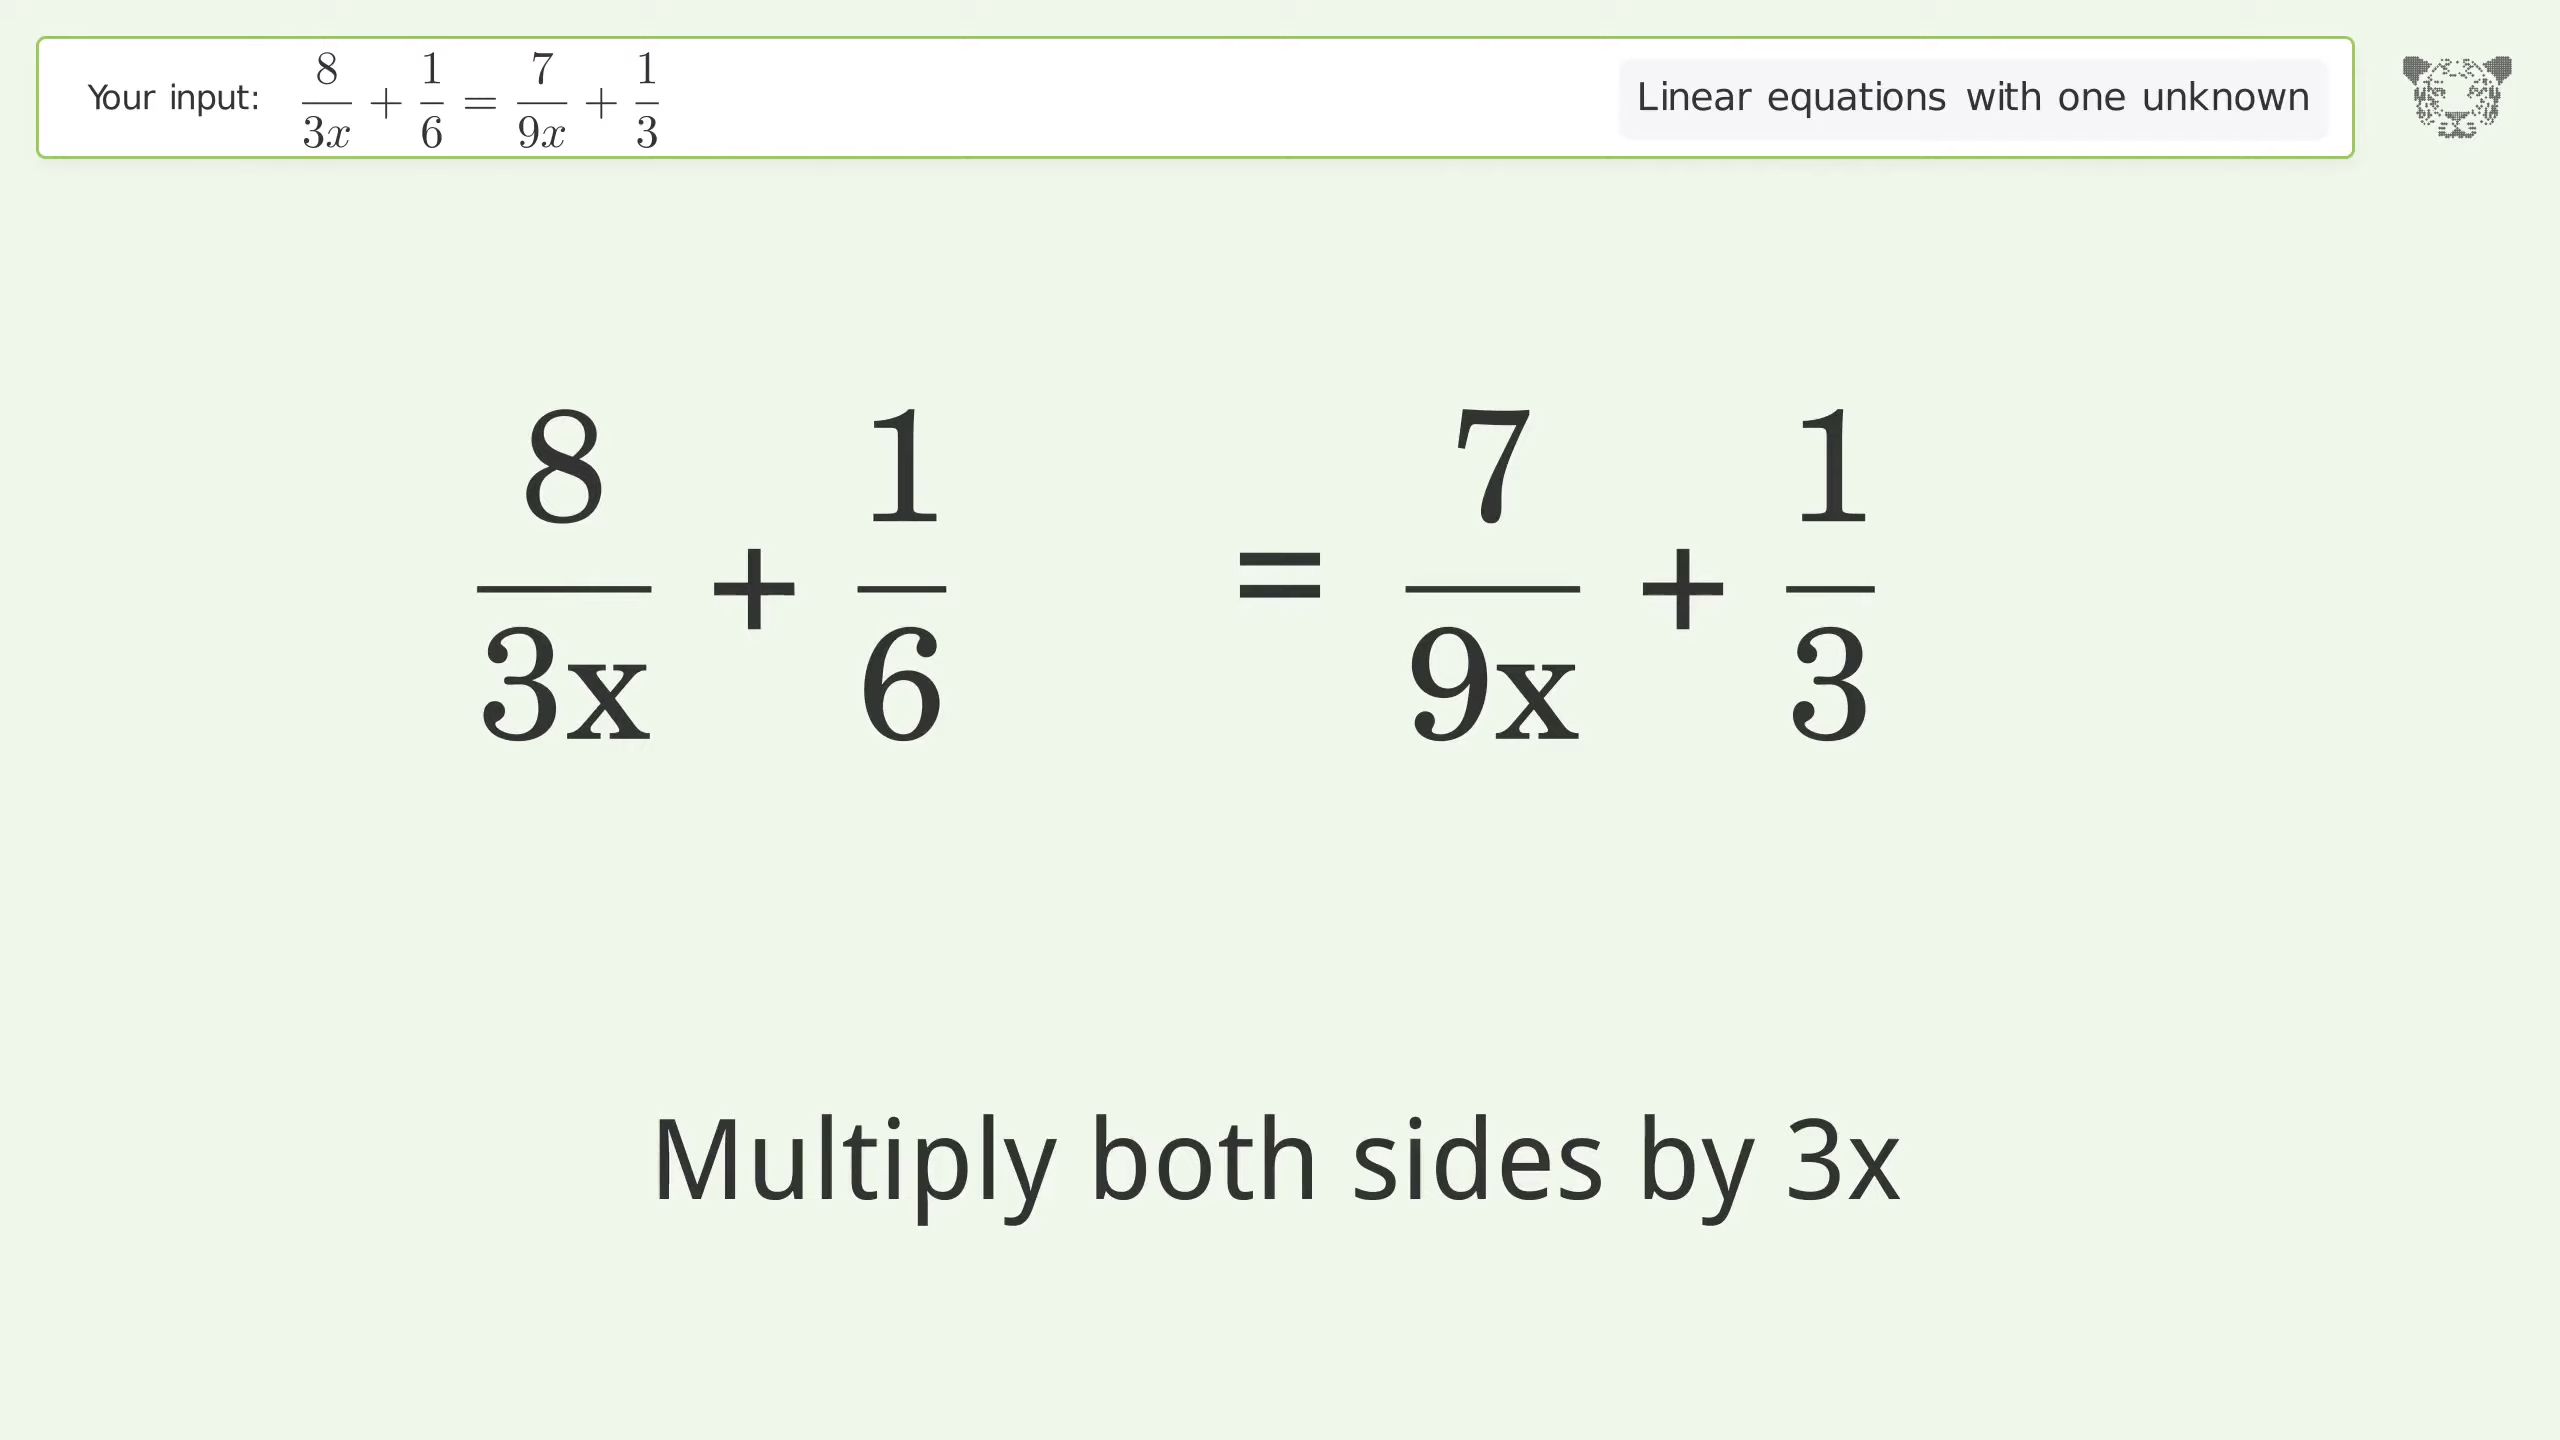 Your input: 8/3x + 1/6 = 7/9x + 1/3
Linear equations with one unknown
8/3x + 1/6 = 7/9x + 1/3
Multiply both sides by 3x